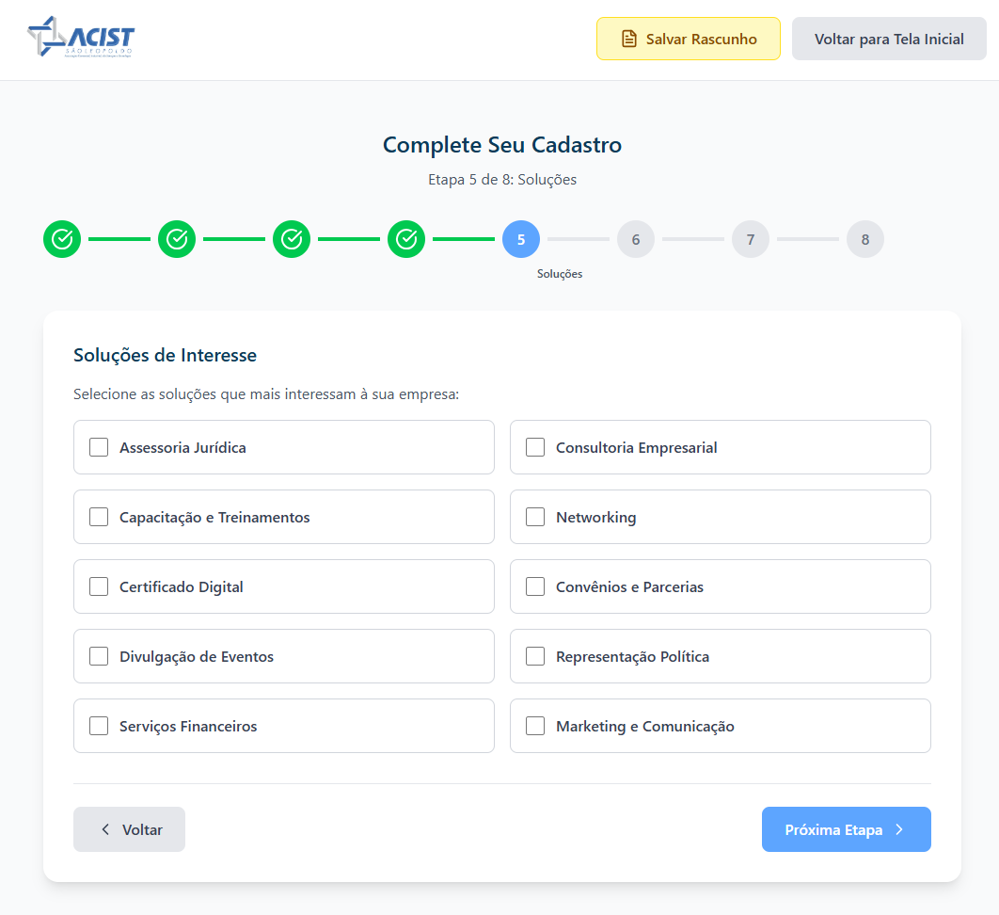 ACIST
SÃO LEOPOLDO
Salvar Rascunho
Voltar para Tela Inicial
Complete Seu Cadastro
Etapa 5 de 8: Soluções
5
6
7
8
Soluções
Soluções de Interesse
Selecione as soluções que mais interessam à sua empresa:
Assessoria Jurídica
Consultoria Empresarial
Capacitação e Treinamentos
Networking
Certificado Digital
Convênios e Parcerias
Divulgação de Eventos
Representação Política
Serviços Financeiros
Marketing e Comunicação
Voltar
Próxima Etapa